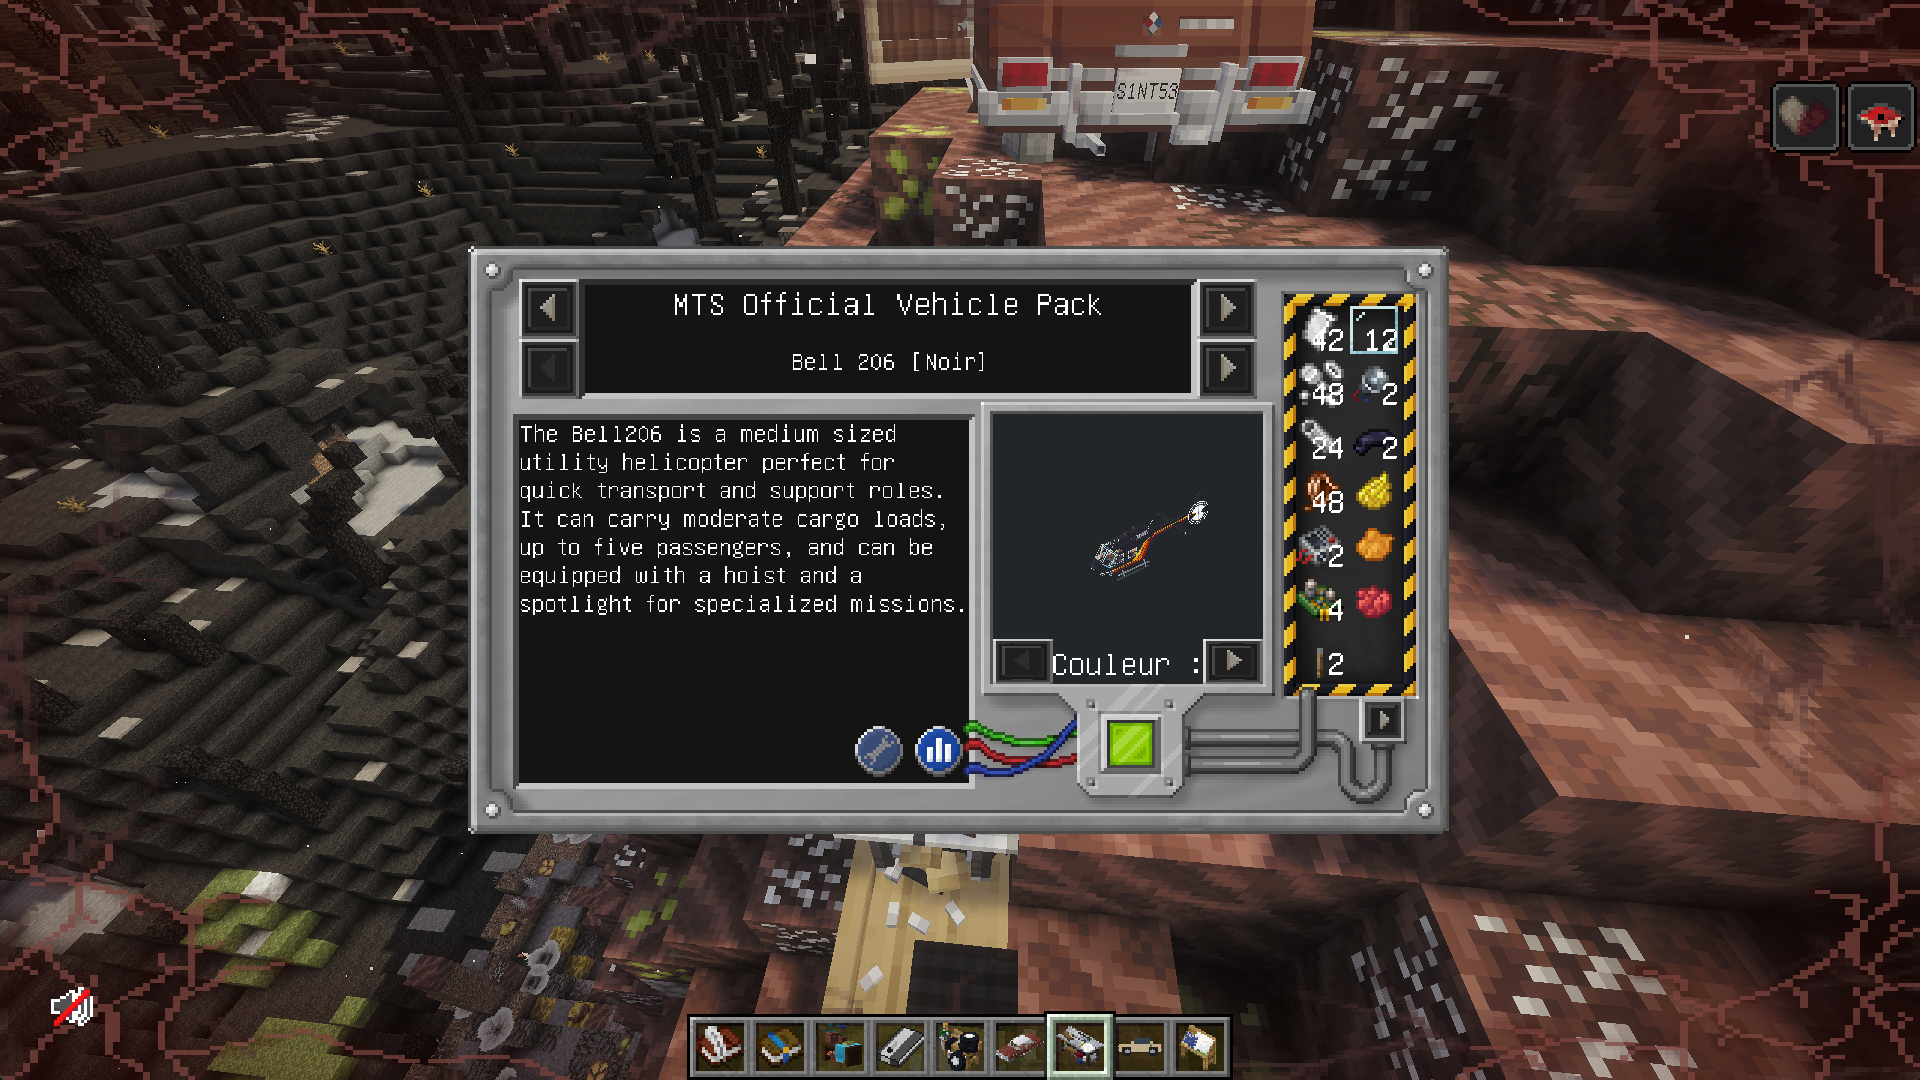 S1NT53
MTS Official Vehicle Pack
Bell 206 [Noir]
The Bell206 is a medium sized
utility helicopter perfect for
quick transport and support roles.
It can carry moderate cargo loads,
up to five passengers, and can be
equipped with a hoist and a
spotlight for specialized missions.
Couleur :
42 12
48 2
24 2
48
2
4
2